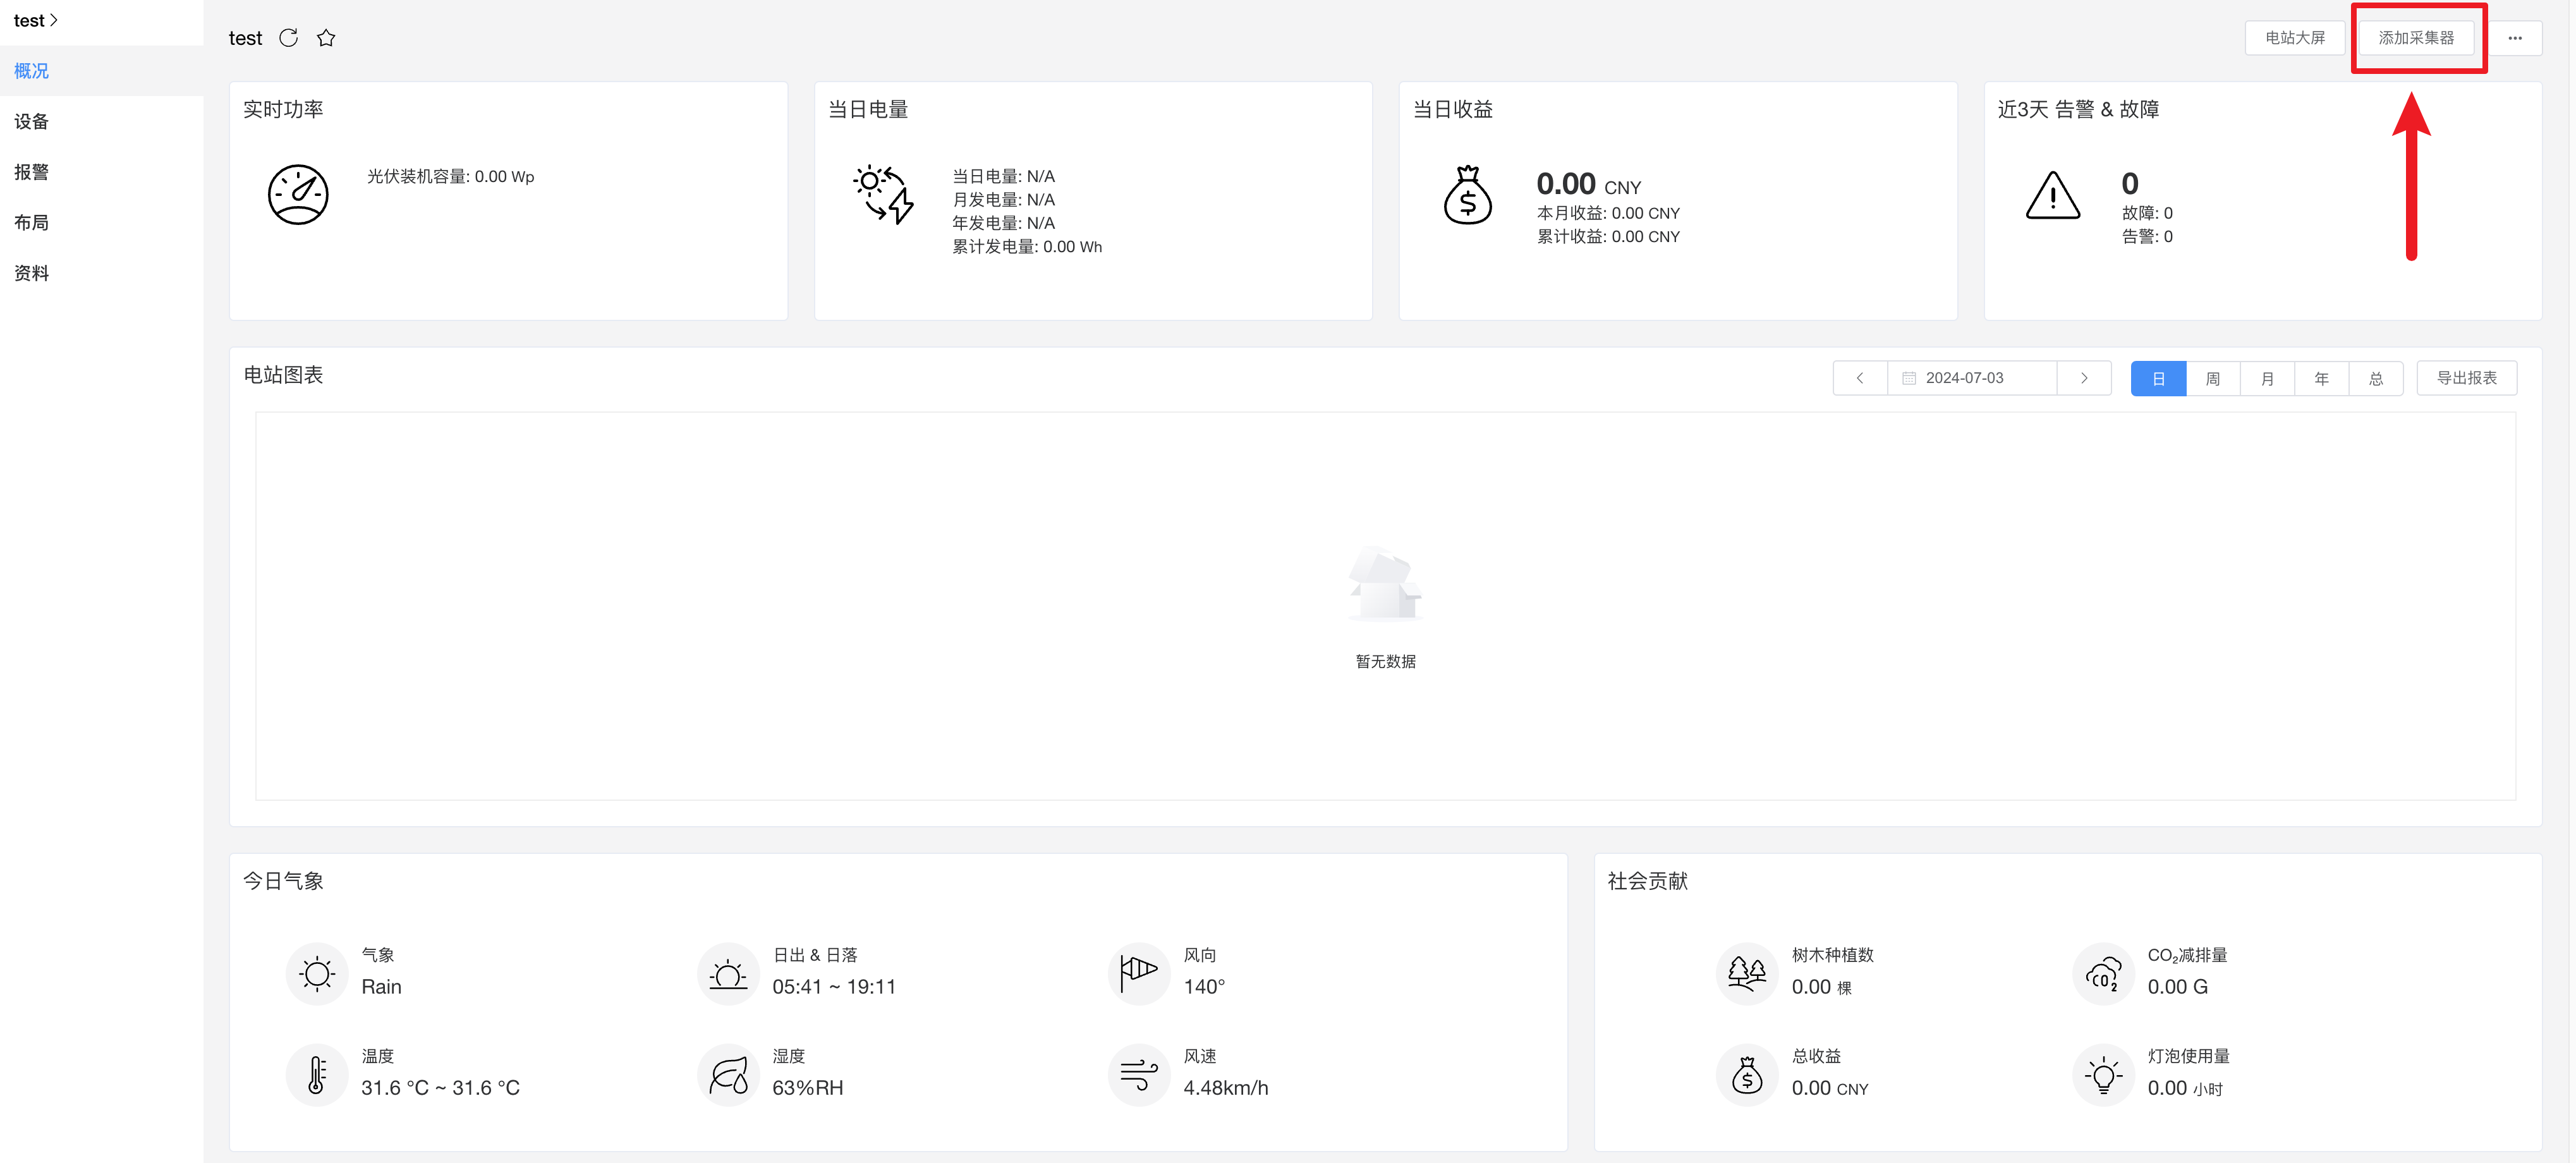 test
概况
设备
报警
布局
资料
test
电站大屏
添加采集器
实时功率
光伏装机容量: 0.00 Wp
当日电量
当日电量: N/A
月发电量: N/A
年发电量: N/A
累计发电量: 0.00 Wh
当日收益
0.00 CNY
本月收益: 0.00 CNY
累计收益: 0.00 CNY
近3天 告警 & 故障
0
故障: 0
告警: 0
电站图表
2024-07-03
日
周
月
年
总
导出报表
暂无数据
今日气象
气象
Rain
日出 & 日落
05:41 ~ 19:11
风向
140°
温度
31.6 °C ~ 31.6 °C
湿度
63%RH
风速
4.48km/h
社会贡献
树木种植数
0.00 棵
CO₂减排量
0.00 G
总收益
0.00 CNY
灯泡使用量
0.00 小时